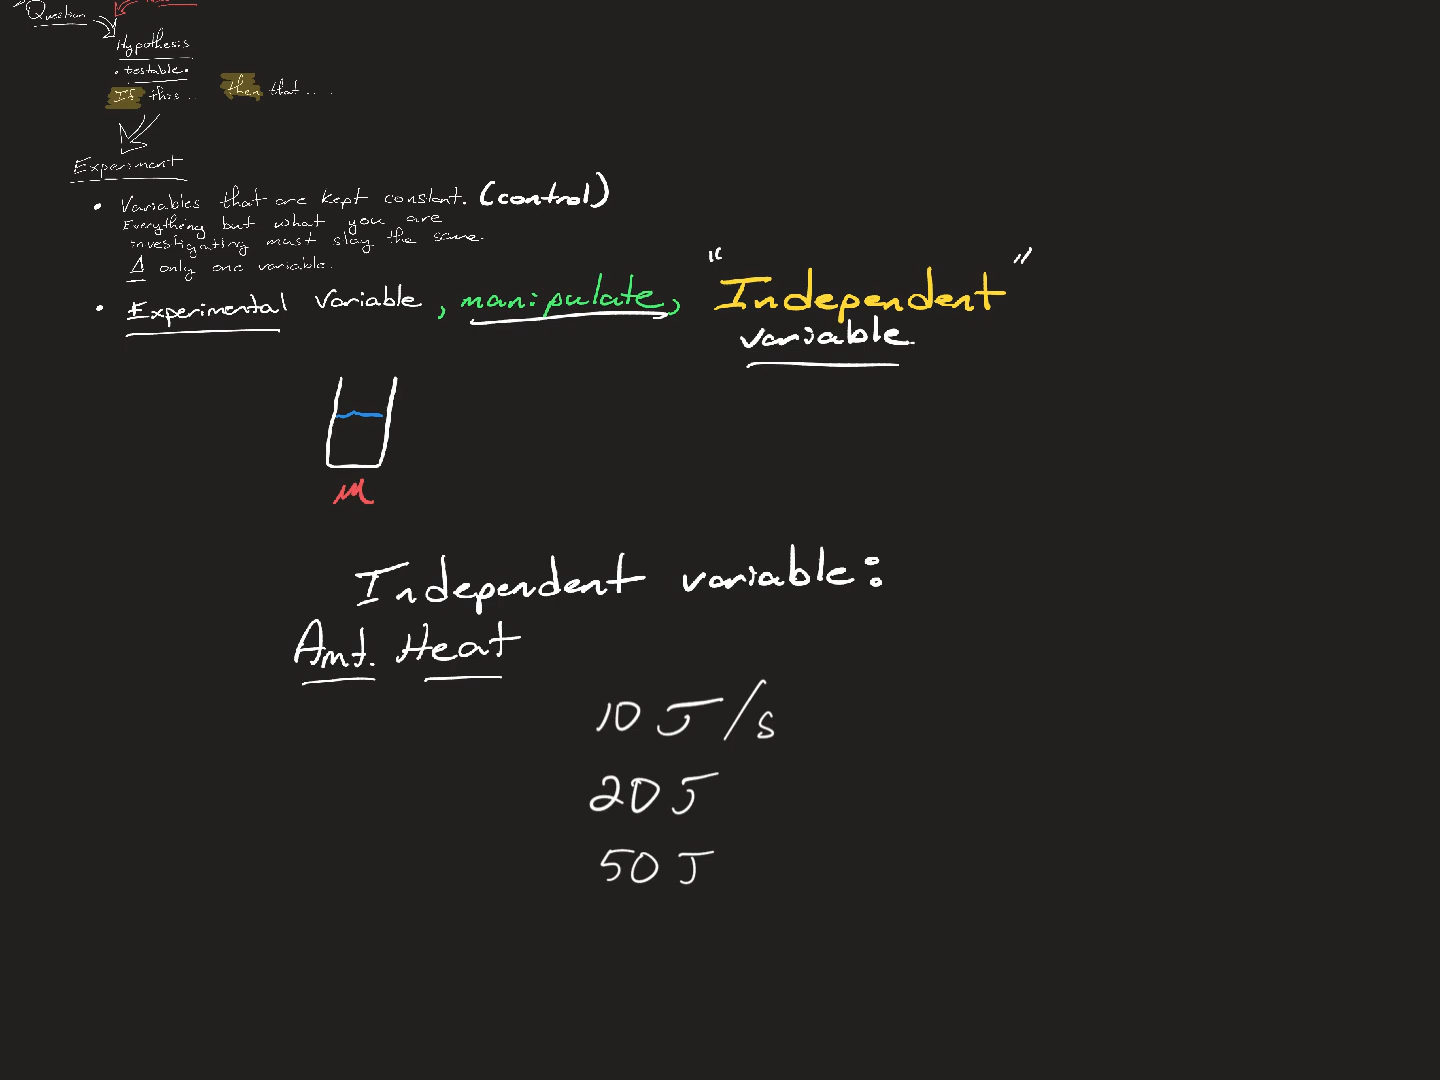 Question
Hypothesis
• testable •
If this.. then that....
Experiment
• Variables that are kept constant. (control)
Everything but what you are
investigating must stay the same.
Δ only one variable.
• Experimental variable, manipulate, "Independent"
variable.
Independent variable:
Amt. Heat
10 J/s
20 J
50 J